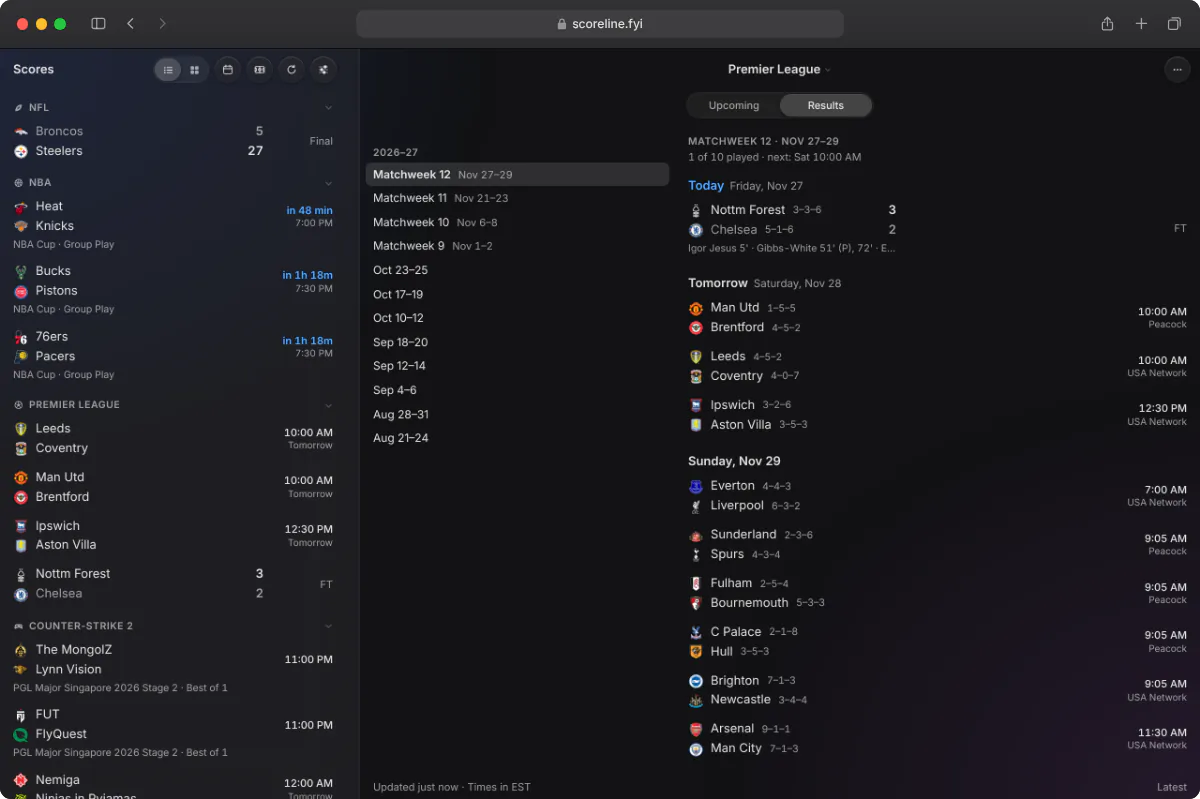 scoreline.fyi
Scores
NFL
Broncos 5
Steelers 27
Final
NBA
Heat
Knicks
in 48 min
7:00 PM
NBA Cup · Group Play
Bucks
Pistons
in 1h 18m
7:30 PM
NBA Cup · Group Play
76ers
Pacers
in 1h 18m
7:30 PM
NBA Cup · Group Play
PREMIER LEAGUE
Leeds
Coventry
10:00 AM
Tomorrow
Man Utd
Brentford
10:00 AM
Tomorrow
Ipswich
Aston Villa
12:30 PM
Tomorrow
Nottm Forest 3
Chelsea 2
FT
COUNTER-STRIKE 2
The MongolZ
Lynn Vision
11:00 PM
PGL Major Singapore 2026 Stage 2 · Best of 1
FUT
FlyQuest
11:00 PM
PGL Major Singapore 2026 Stage 2 · Best of 1
Nemiga
Ninjas in Pyjamas
12:00 AM
Tomorrow
2026–27
Matchweek 12 Nov 27–29
Matchweek 11 Nov 21–23
Matchweek 10 Nov 6–8
Matchweek 9 Nov 1–2
Oct 23–25
Oct 17–19
Oct 10–12
Sep 18–20
Sep 12–14
Sep 4–6
Aug 28–31
Aug 21–24
Updated just now · Times in EST
Premier League
Upcoming Results
MATCHWEEK 12 · NOV 27–29
1 of 10 played · next: Sat 10:00 AM
Today Friday, Nov 27
Nottm Forest 3–3–6 3
Chelsea 5–1–6 2
FT
Igor Jesus 5' · Gibbs-White 51' (P), 72' · E...
Tomorrow Saturday, Nov 28
Man Utd 1–5–5
Brentford 4–5–2
10:00 AM
Peacock
Leeds 4–5–2
Coventry 4–0–7
10:00 AM
USA Network
Ipswich 3–2–6
Aston Villa 3–5–3
12:30 PM
USA Network
Sunday, Nov 29
Everton 4–4–3
Liverpool 6–3–2
7:00 AM
USA Network
Sunderland 2–3–6
Spurs 4–3–4
9:05 AM
Peacock
Fulham 2–5–4
Bournemouth 5–3–3
9:05 AM
Peacock
C Palace 2–1–8
Hull 3–5–3
9:05 AM
Peacock
Brighton 7–1–3
Newcastle 3–4–4
9:05 AM
USA Network
Arsenal 9–1–1
Man City 7–1–3
11:30 AM
USA Network
Latest